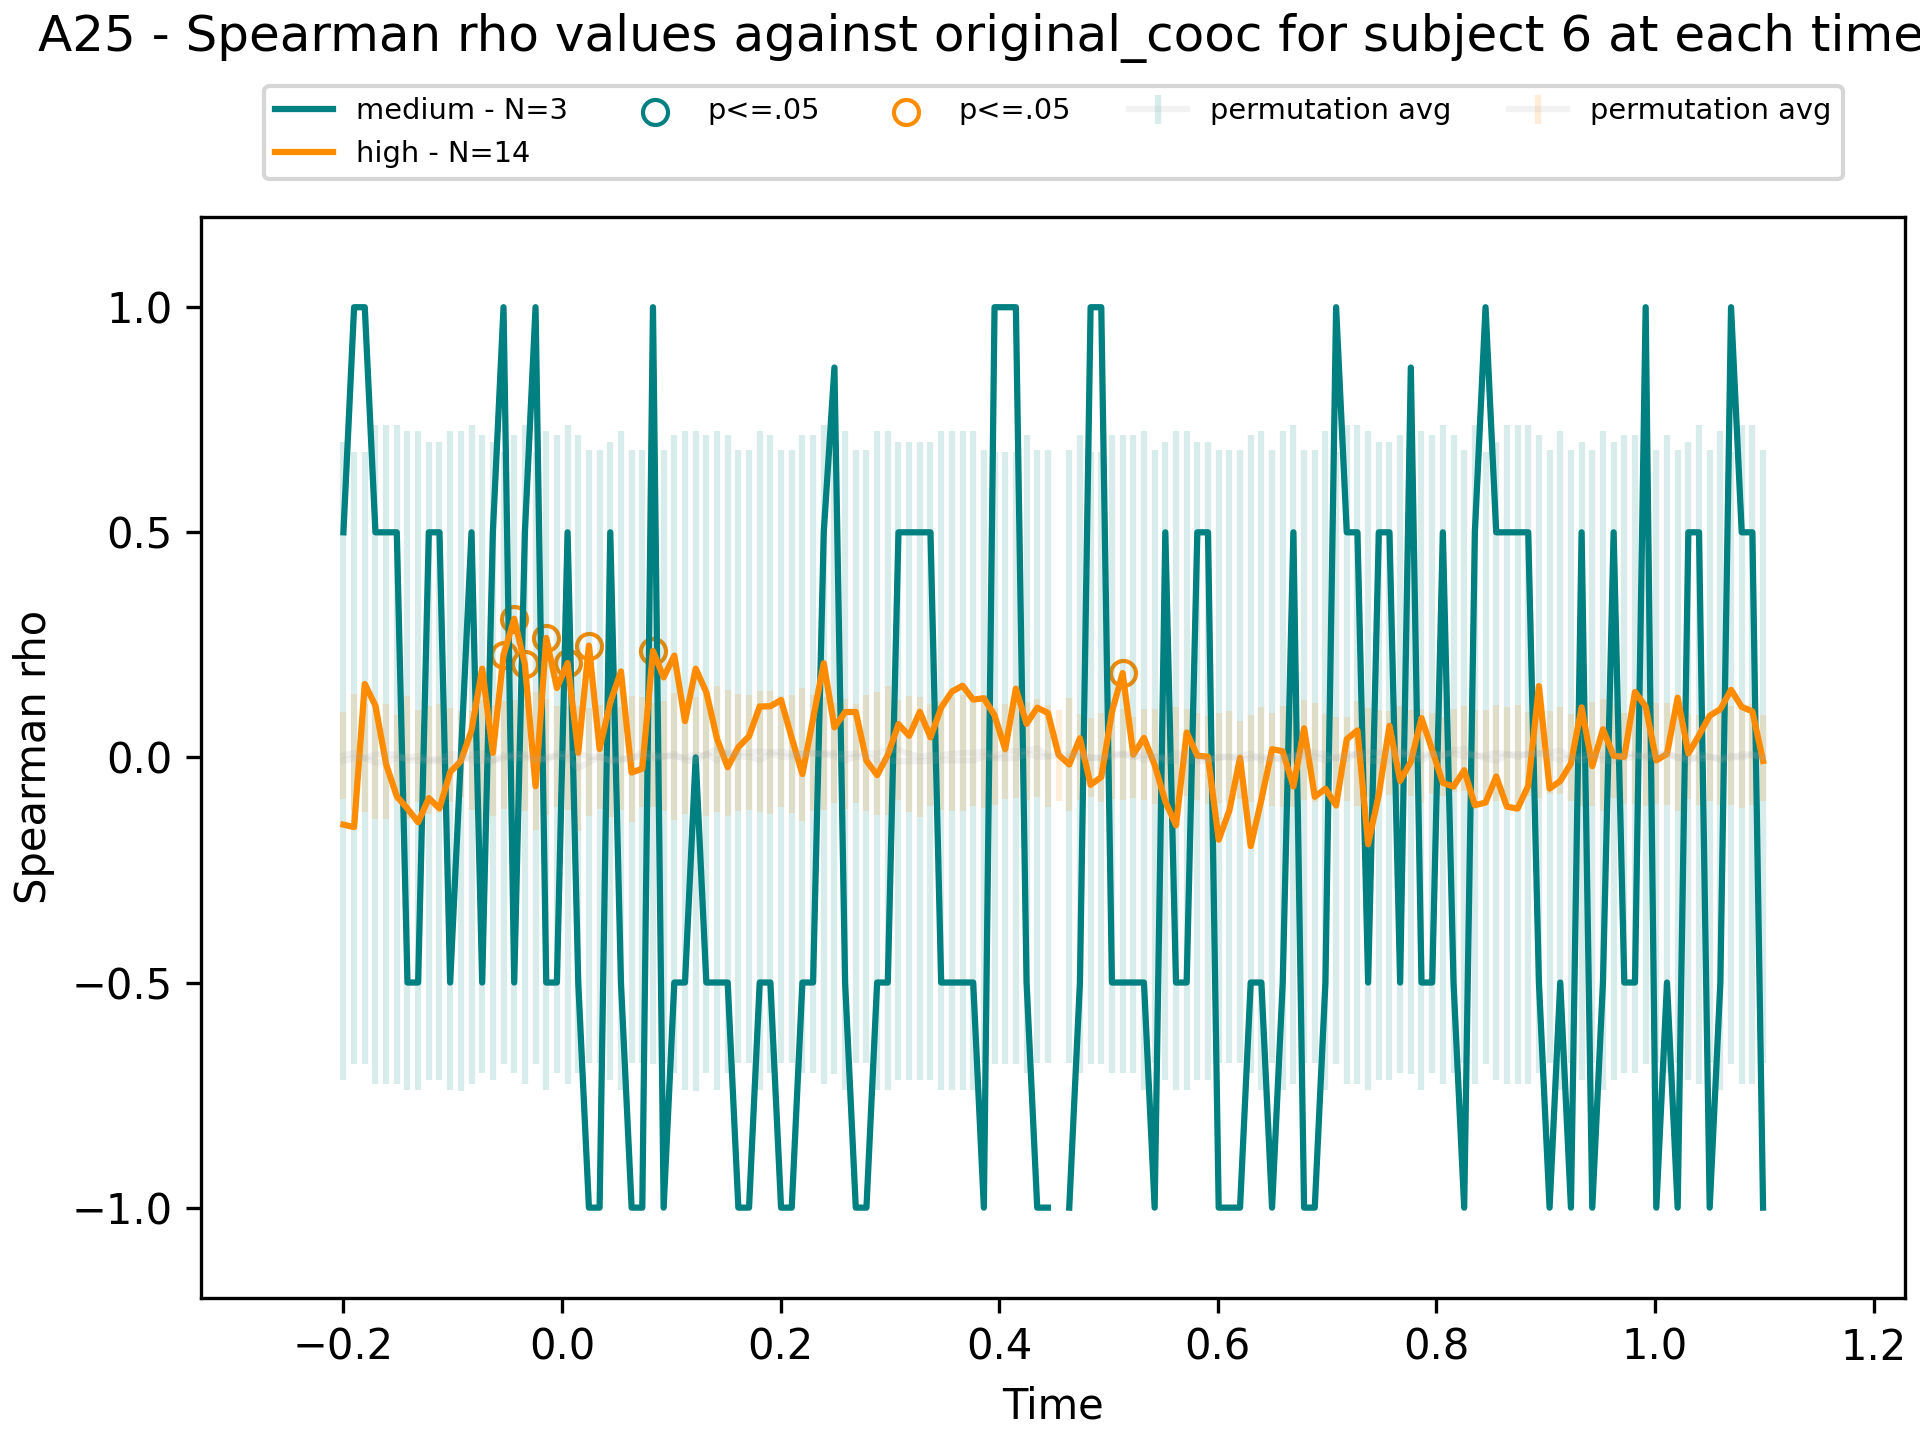 A25 - Spearman rho values against original_cooc for subject 6 at each time
medium - N=3
high - N=14
p<=.05
p<=.05
permutation avg
permutation avg
Spearman rho
1.0
0.5
0.0
−0.5
−1.0
−0.2
0.0
0.2
0.4
0.6
0.8
1.0
1.2
Time